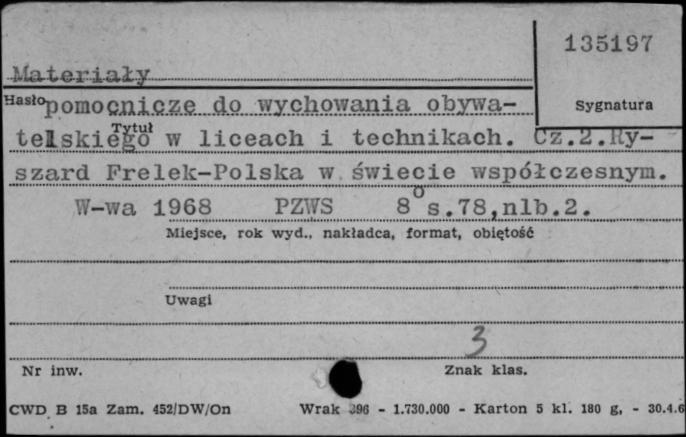 135197
Materiały
Hasło
pomocnicze do wychowania obywa-
Sygnatura
Tytuł
telskiego w liceach i technikach. Cz.2.Ry-
szard Frelek-Polska w świecie współczesnym.
W-wa 1968 PZWS 8° s.78,nlb.2.
Miejsce, rok wyd., nakładca, format, objętość
Uwagi
3
Nr inw. Znak klas.
CWD B 15a Zam. 452/DW/On Wrak 396 - 1.730.000 - Karton 5 kl. 180 g, - 30.4.6